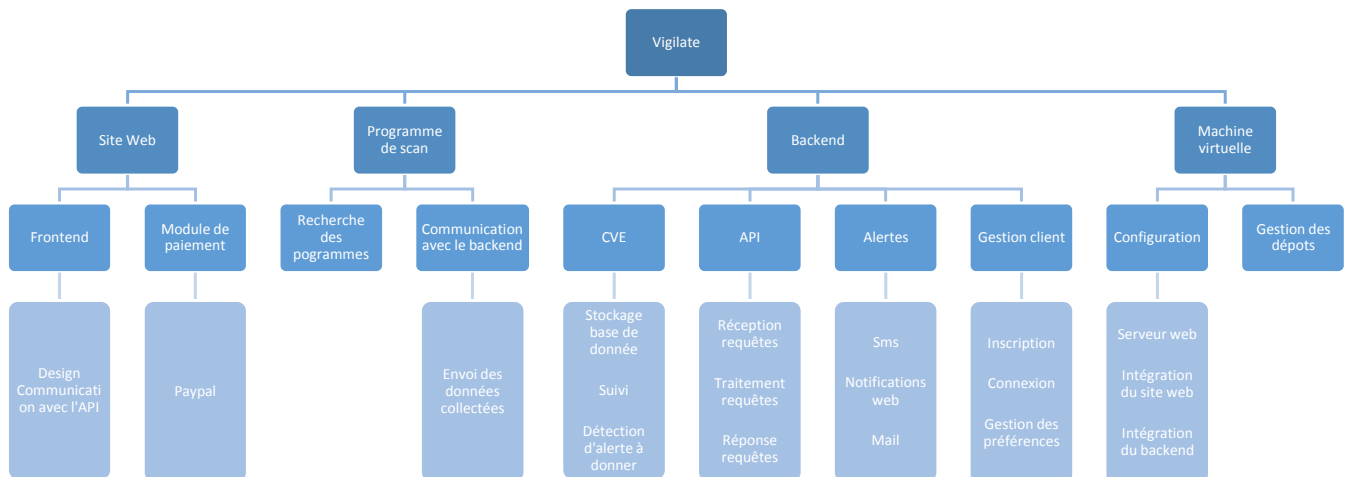 Vigilate
Site Web
Programme
de scan
Backend
Machine
virtuelle
Frontend
Module de
paiement
Recherche
des
pogrammes
Communication
avec le backend
CVE
API
Alertes
Gestion client
Configuration
Gestion des
dépots
Design
Communicati
on avec l'API
Paypal
Envoi des
données
collectées
Stockage
base de
donnée
Suivi
Détection
d'alerte à
donner
Réception
requêtes
Traitement
requêtes
Réponse
requêtes
Sms
Notifications
web
Mail
Inscription
Connexion
Gestion des
préférences
Serveur web
Intégration
du site web
Intégration
du backend